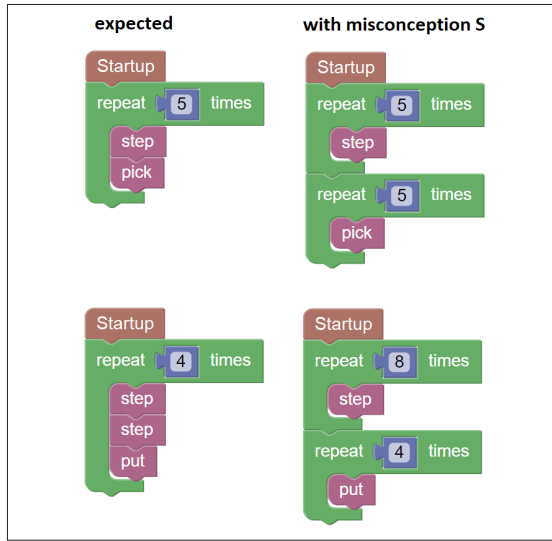 expected
with misconception S
Startup
repeat 5 times
step
pick
Startup
repeat 5 times
step
repeat 5 times
pick
Startup
repeat 4 times
step
step
put
Startup
repeat 8 times
step
repeat 4 times
put